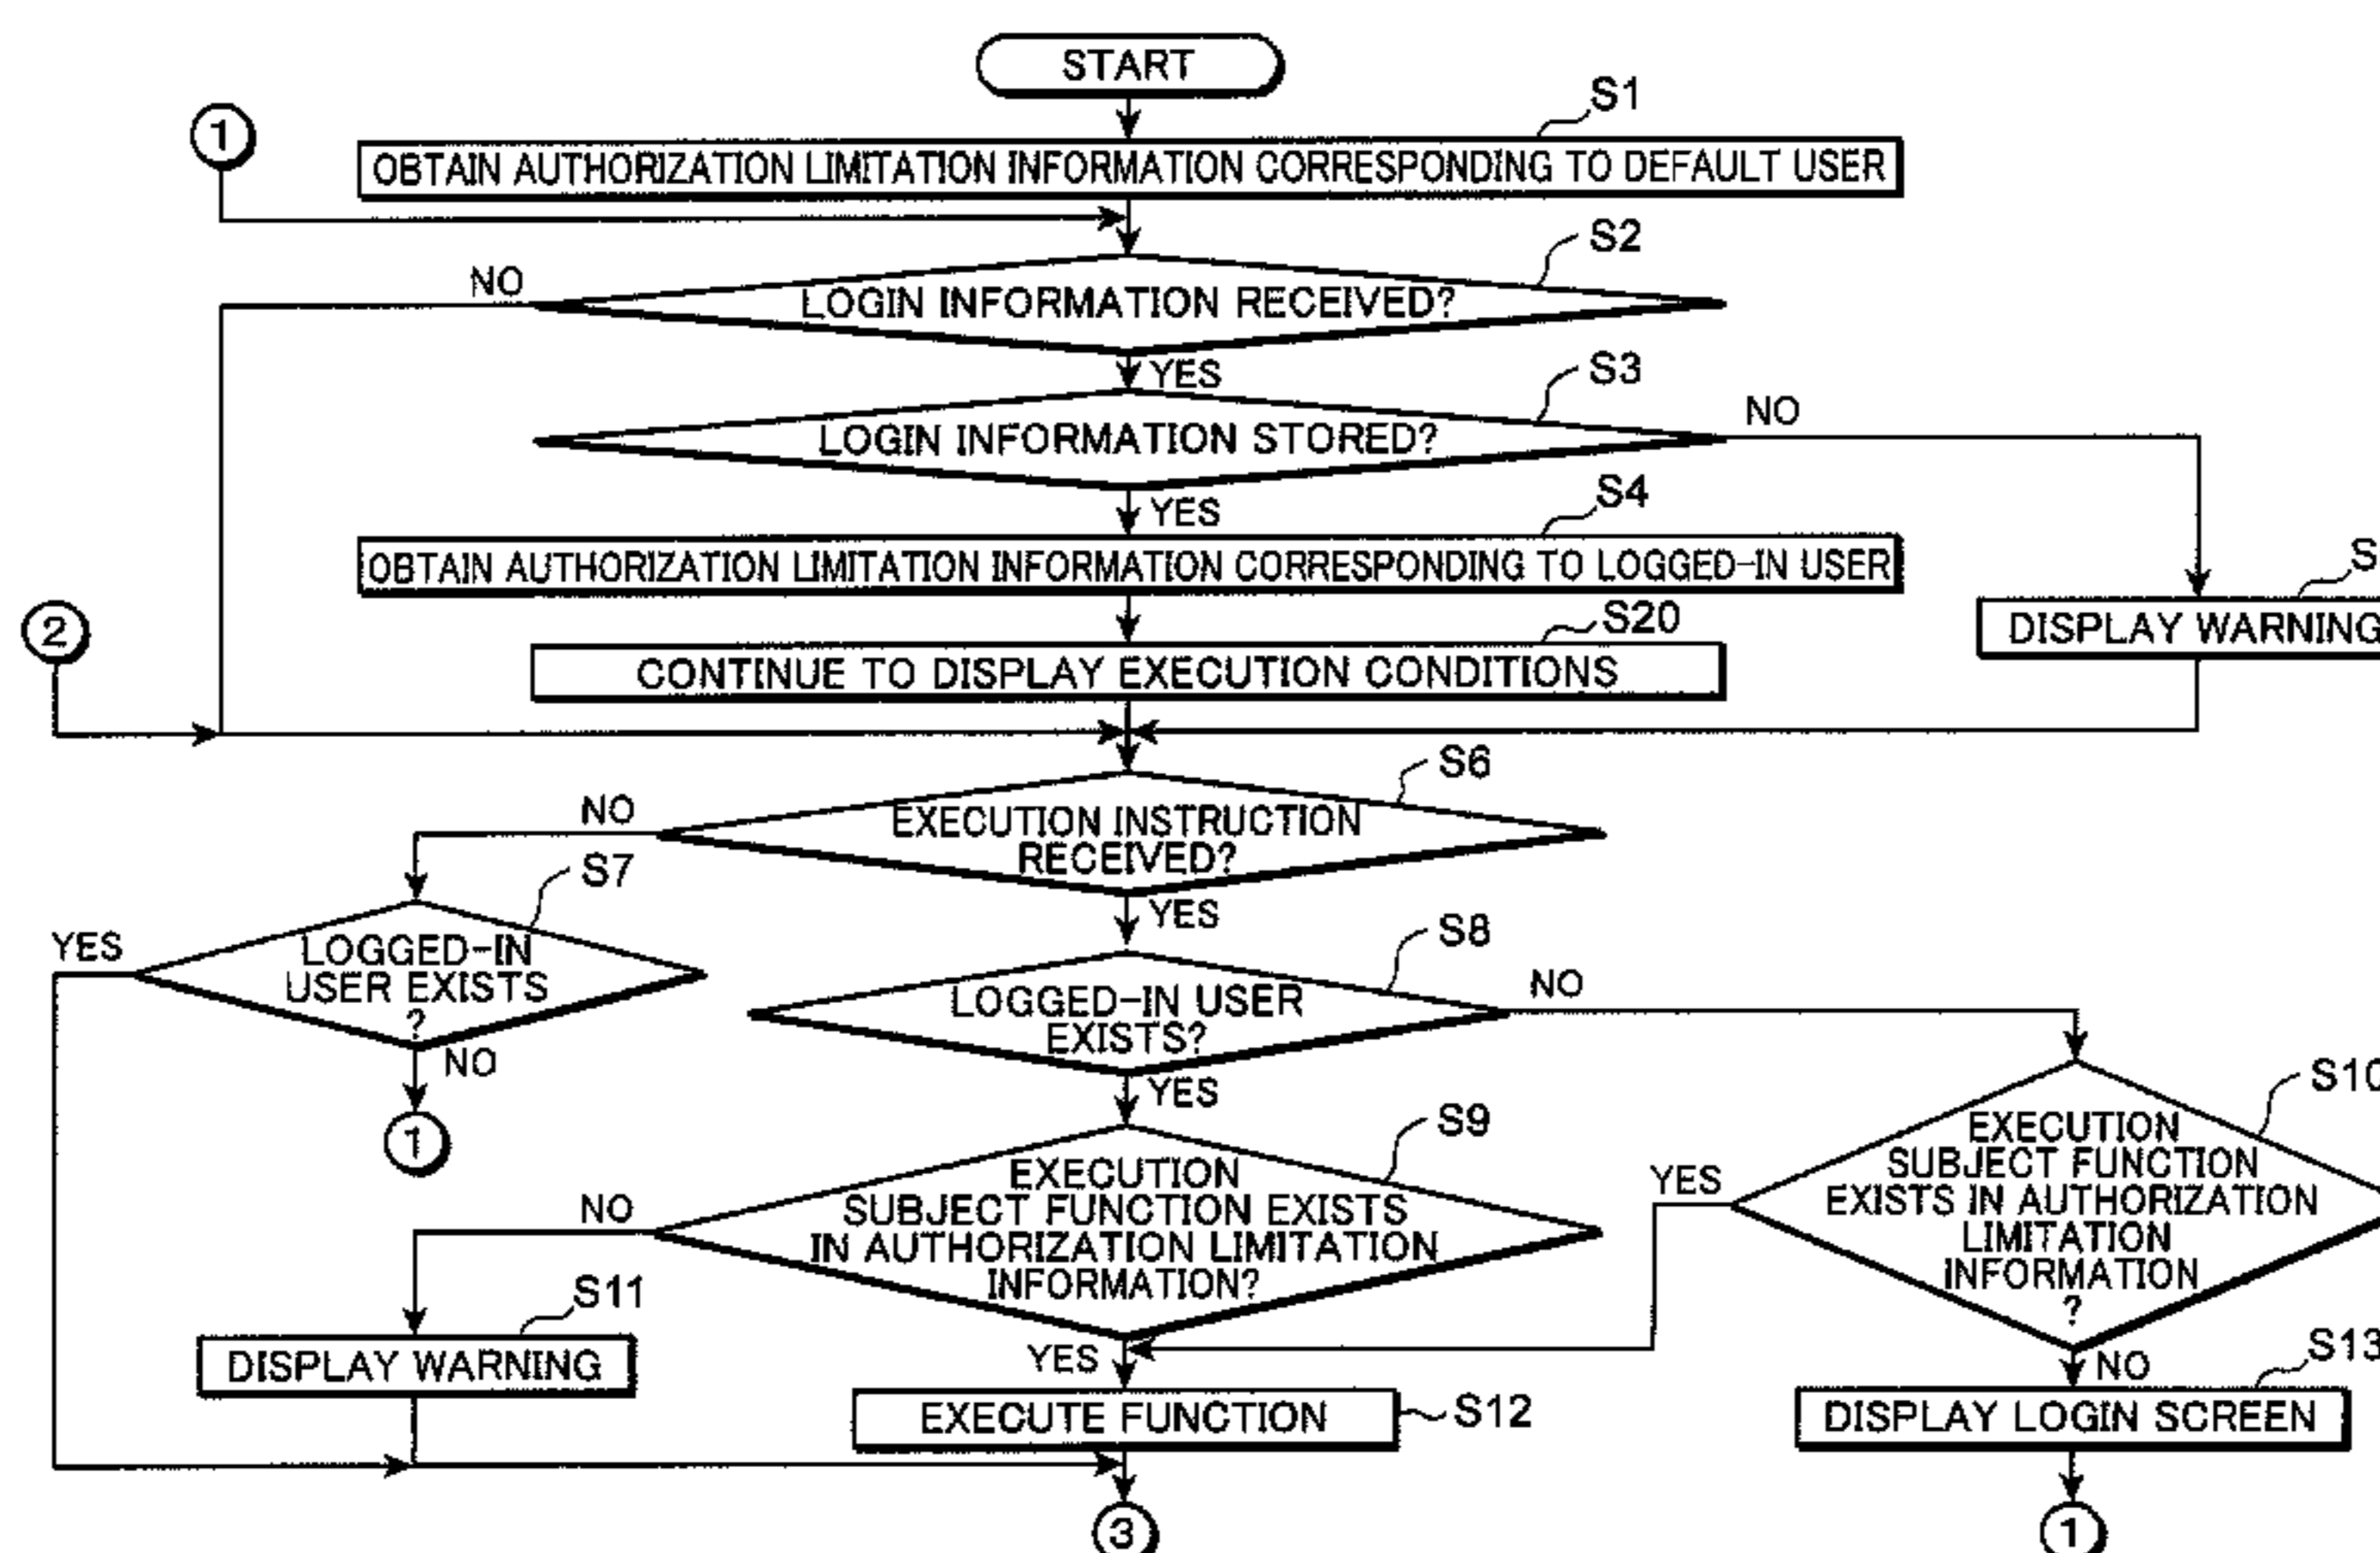 START
S1
1
OBTAIN AUTHORIZATION LIMITATION INFORMATION CORRESPONDING TO DEFAULT USER
S2
NO
LOGIN INFORMATION RECEIVED?
YES
S3
NO
LOGIN INFORMATION STORED?
YES
S4
OBTAIN AUTHORIZATION LIMITATION INFORMATION CORRESPONDING TO LOGGED-IN USER
S
DISPLAY WARNING
2
S20
CONTINUE TO DISPLAY EXECUTION CONDITIONS
S6
NO
EXECUTION INSTRUCTION
RECEIVED?
YES
S7
YES
LOGGED-IN
USER EXISTS
?
NO
1
S8
NO
LOGGED-IN USER
EXISTS?
YES
S9
NO
EXECUTION
SUBJECT FUNCTION EXISTS
IN AUTHORIZATION LIMITATION
INFORMATION?
YES
S10
YES
EXECUTION
SUBJECT FUNCTION
EXISTS IN AUTHORIZATION
LIMITATION
INFORMATION
?
NO
S11
DISPLAY WARNING
S12
EXECUTE FUNCTION
S13
DISPLAY LOGIN SCREEN
3
1